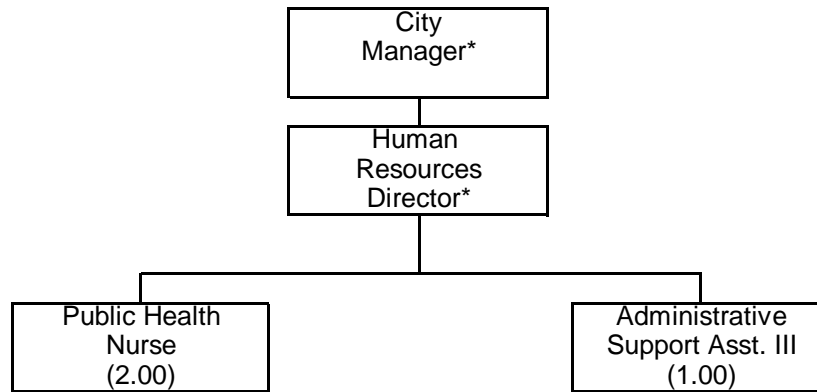 City
Manager*
Human
Resources
Director*
Public Health
Nurse
(2.00)
Administrative
Support Asst. III
(1.00)